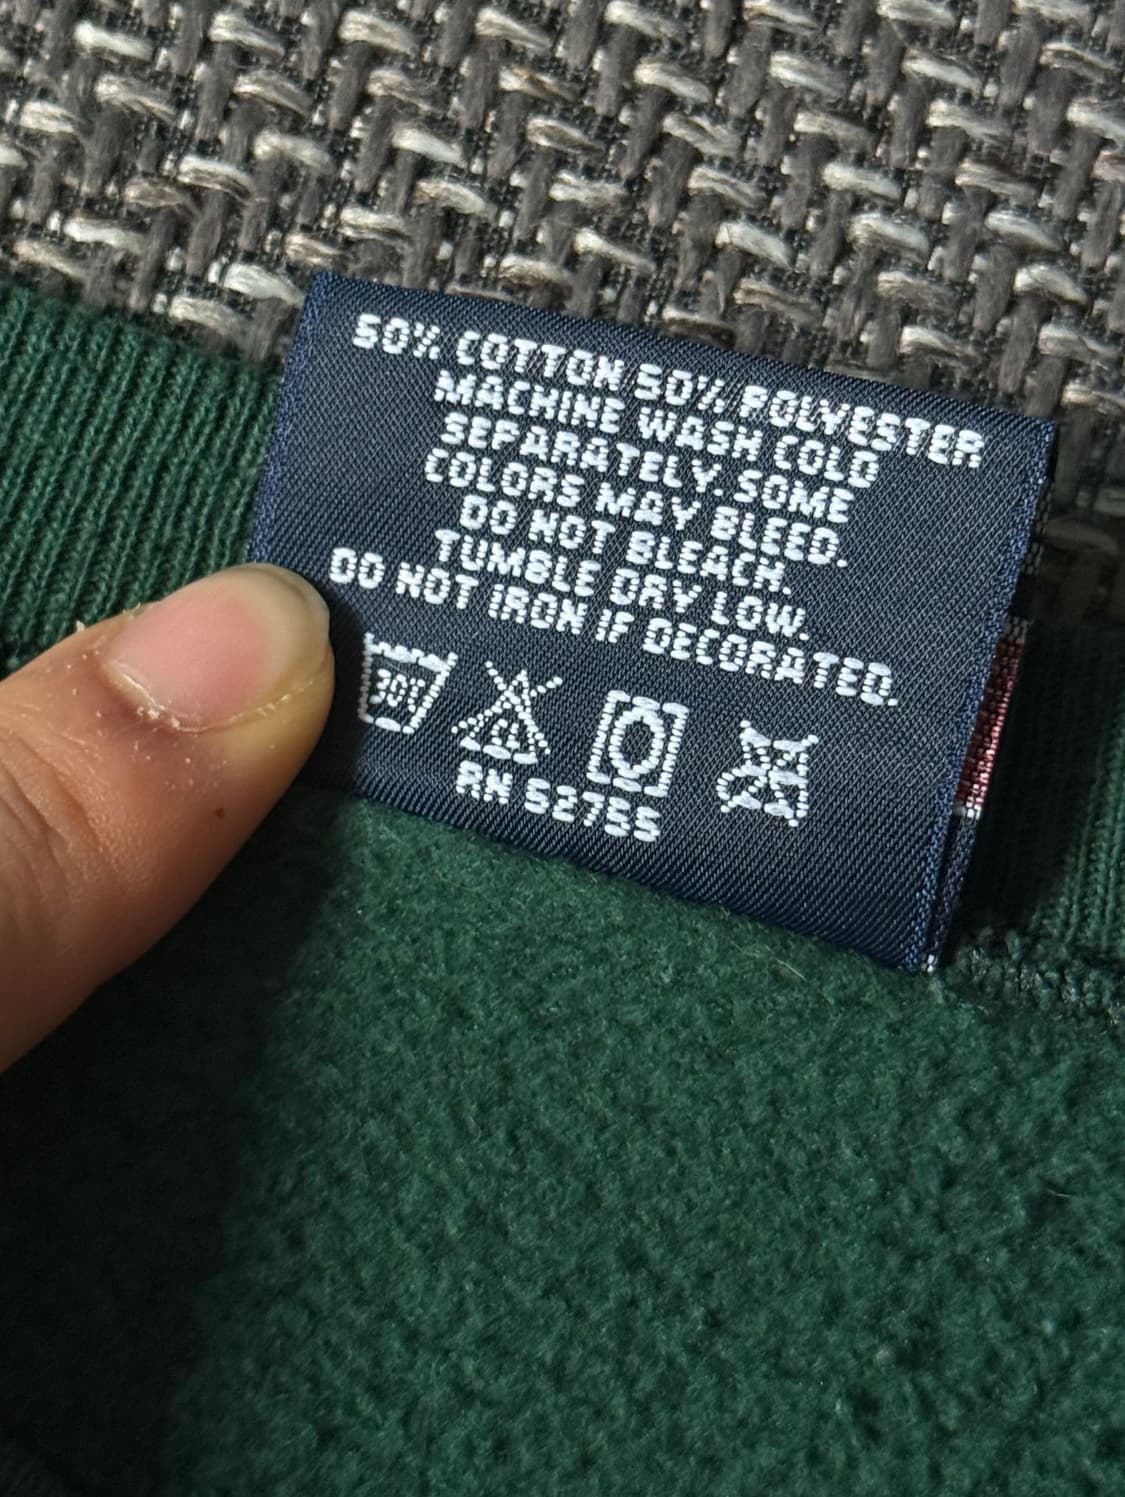 50% COTTON 50% POLYESTER
MACHINE WASH COLD
SEPARATELY. SOME
COLORS MAY BLEED.
DO NOT BLEACH.
TUMBLE DRY LOW.
DO NOT IRON IF DECORATED.
30
RN 52755